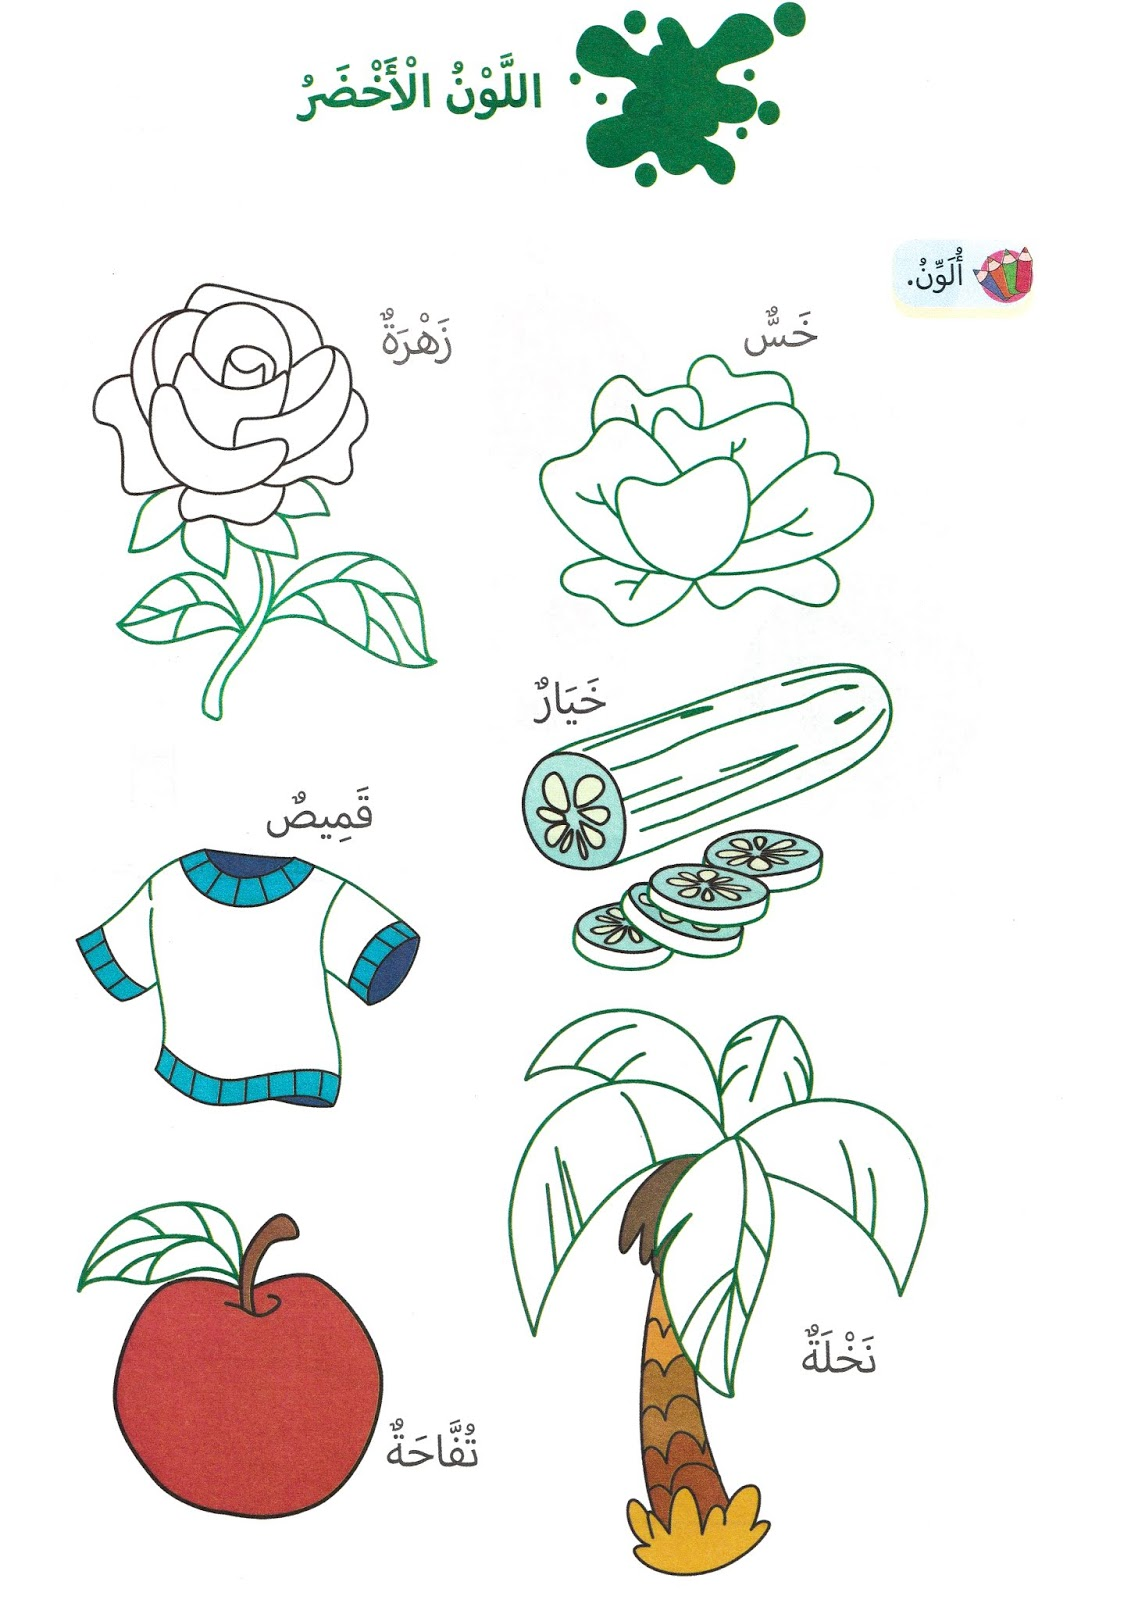 اللَّوْنُ الْأَخْضَرُ
أُلَوِّنُ.
خَسٌّ
زَهْرَةٌ
خَيَارٌ
قَمِيصٌ
نَخْلَةٌ
تُفَّاحَةٌ